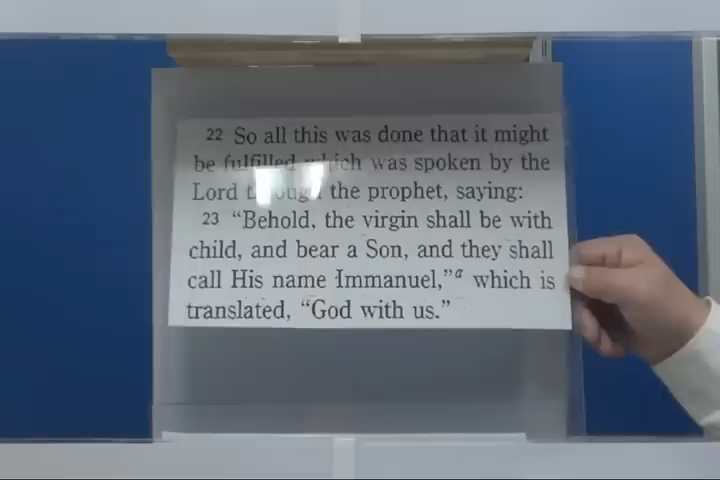 22 So all this was done that it might
be fulfilled which was spoken by the
Lord through the prophet, saying:
23 “Behold, the virgin shall be with
child, and bear a Son, and they shall
call His name Immanuel,”a which is
translated, “God with us.”